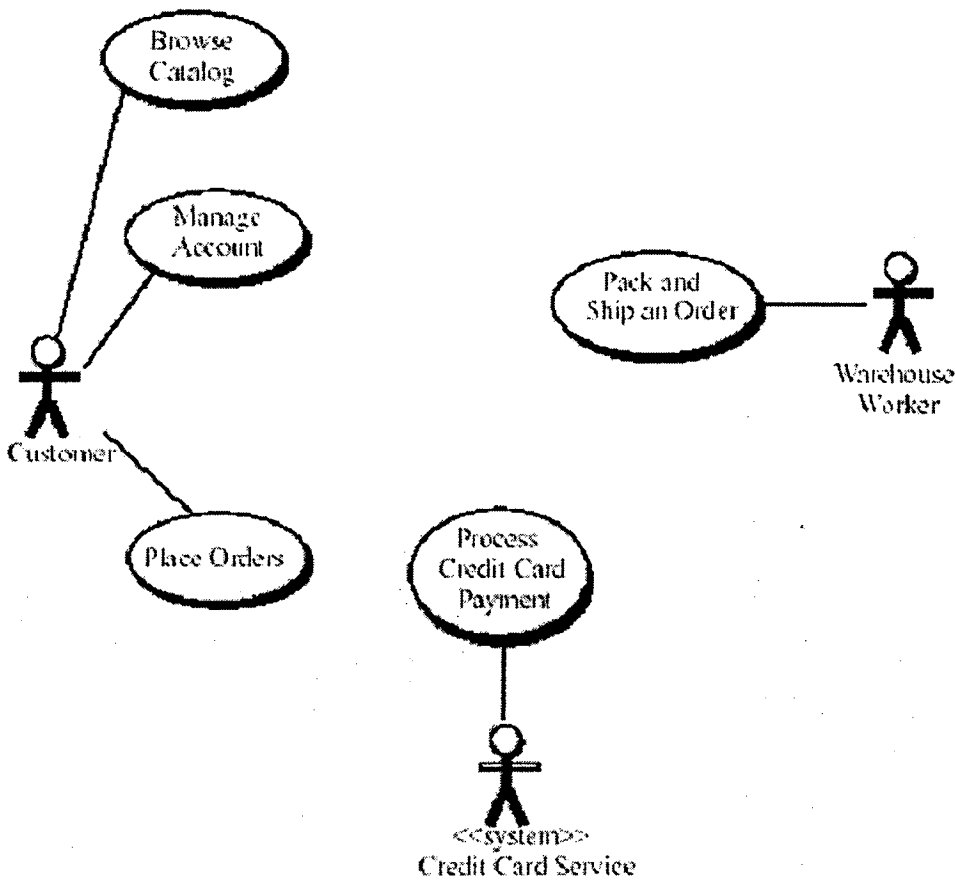 Browse
Catalog
Manage
Account
Pack and
Ship an Order
Warehouse
Worker
Customer
Place Orders
Process
Credit Card
Payment
<<system>>
Credit Card Service